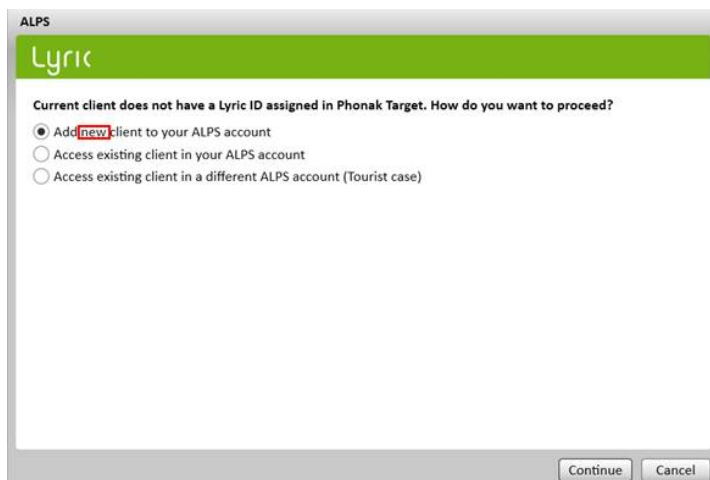 ALPS
Lyric
Current client does not have a Lyric ID assigned in Phonak Target. How do you want to proceed?
Add new client to your ALPS account
Access existing client in your ALPS account
Access existing client in a different ALPS account (Tourist case)
Continue Cancel